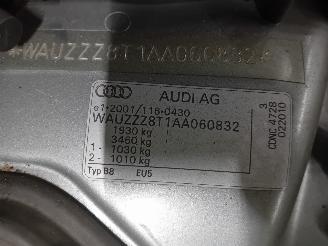 *WAUZZZ8T1AA060832*
AUDI AG
e1*2001/116*0430
WAUZZZ8T1AA060832
1930 kg
3460 kg
1 - 1030 kg
2 - 1010 kg
Typ B8 EU5
3
CDNC 4728
022010